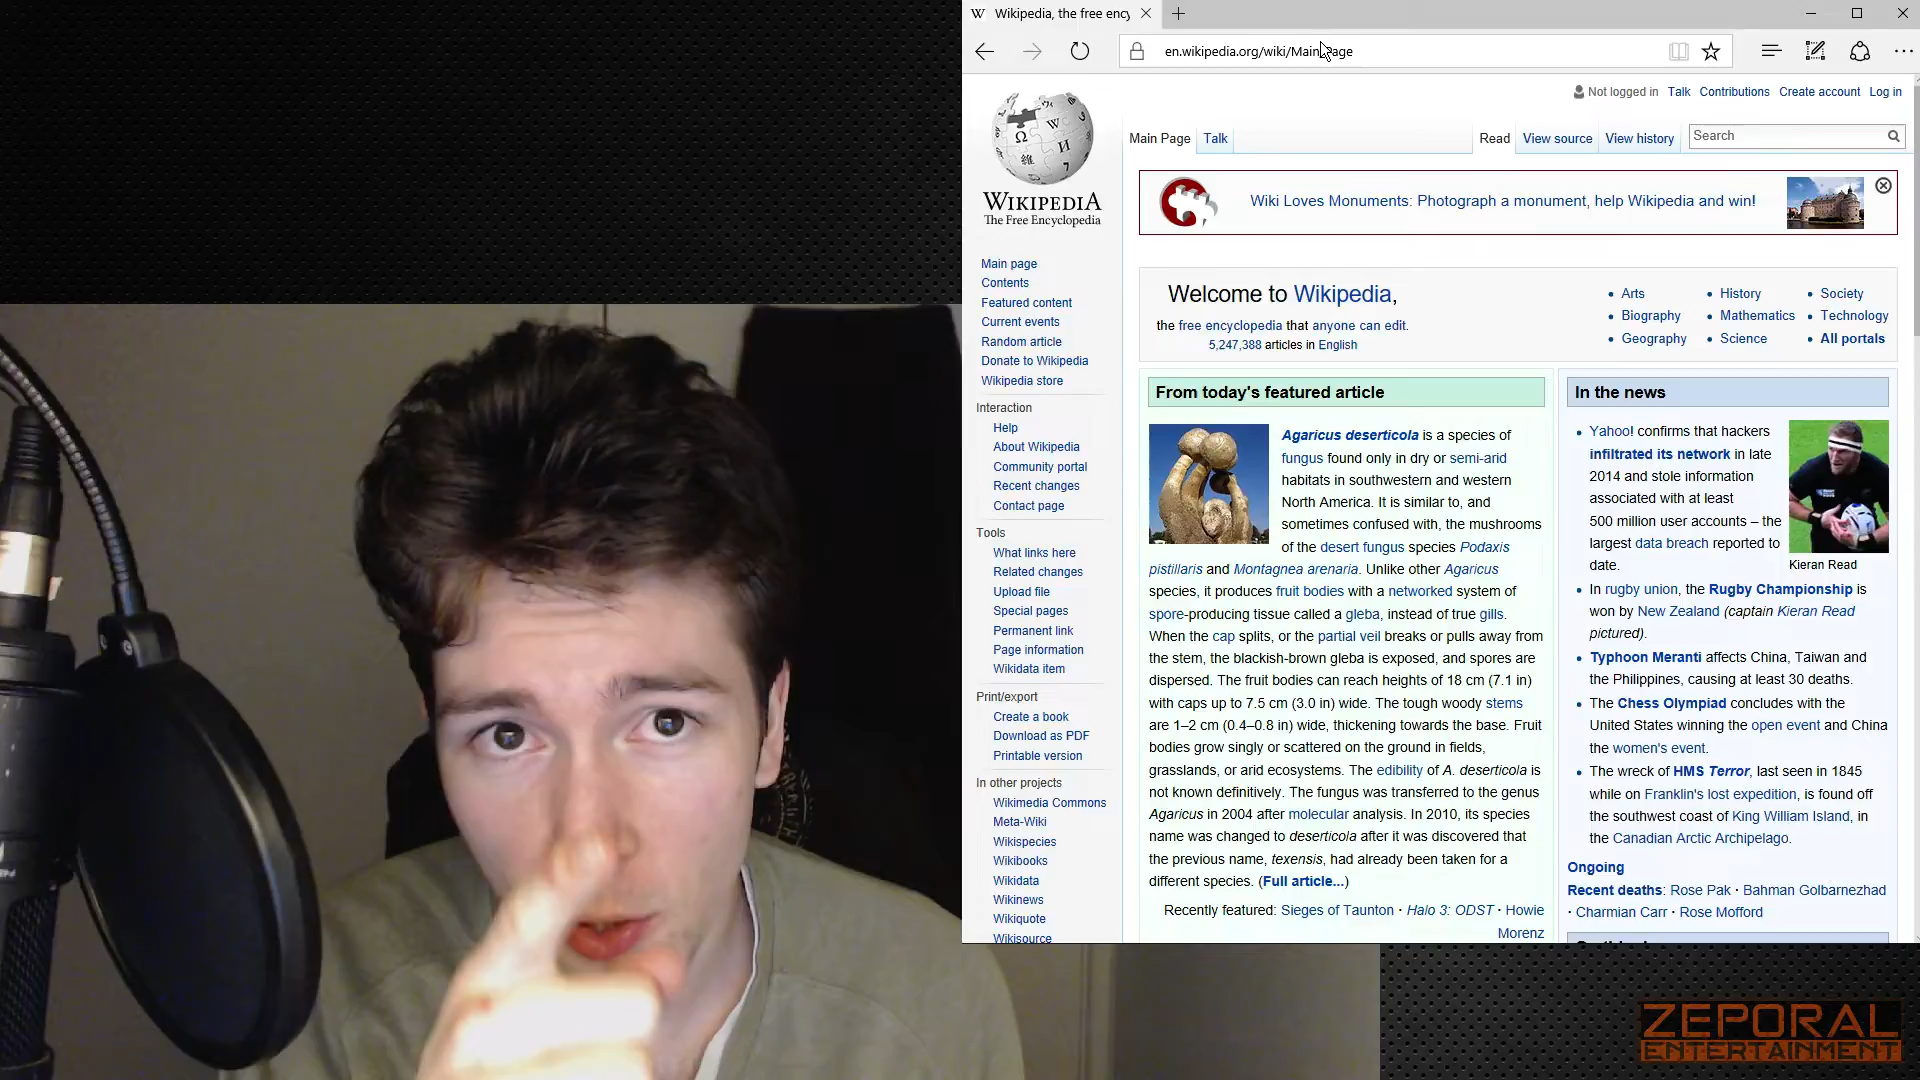 W Wikipedia, the free ency
en.wikipedia.org/wiki/Main_Page
Not logged in Talk Contributions Create account Log in
Main Page Talk Read View source View history Search
WIKIPEDIA
The Free Encyclopedia
Wiki Loves Monuments: Photograph a monument, help Wikipedia and win!
Main page
Contents
Featured content
Current events
Random article
Donate to Wikipedia
Wikipedia store
Interaction
Help
About Wikipedia
Community portal
Recent changes
Contact page
Tools
What links here
Related changes
Upload file
Special pages
Permanent link
Page information
Wikidata item
Print/export
Create a book
Download as PDF
Printable version
In other projects
Wikimedia Commons
Meta-Wiki
Wikispecies
Wikibooks
Wikidata
Wikinews
Wikiquote
Wikisource
Welcome to Wikipedia,
the free encyclopedia that anyone can edit.
5,247,388 articles in English
Arts
Biography
Geography
History
Mathematics
Science
Society
Technology
All portals
From today's featured article
Agaricus deserticola is a species of
fungus found only in dry or semi-arid
habitats in southwestern and western
North America. It is similar to, and
sometimes confused with, the mushrooms
of the desert fungus species Podaxis
pistillaris and Montagnea arenaria. Unlike other Agaricus
species, it produces fruit bodies with a networked system of
spore-producing tissue called a gleba, instead of true gills.
When the cap splits, or the partial veil breaks or pulls away from
the stem, the blackish-brown gleba is exposed, and spores are
dispersed. The fruit bodies can reach heights of 18 cm (7.1 in)
with caps up to 7.5 cm (3.0 in) wide. The tough woody stems
are 1–2 cm (0.4–0.8 in) wide, thickening towards the base. Fruit
bodies grow singly or scattered on the ground in fields,
grasslands, or arid ecosystems. The edibility of A. deserticola is
not known definitively. The fungus was transferred to the genus
Agaricus in 2004 after molecular analysis. In 2010, its species
name was changed to deserticola after it was discovered that
the previous name, texensis, had already been taken for a
different species. (Full article...)
Recently featured: Sieges of Taunton · Halo 3: ODST · Howie
Morenz
In the news
Yahoo! confirms that hackers
infiltrated its network in late
2014 and stole information
associated with at least
500 million user accounts – the
largest data breach reported to
date.
Kieran Read
In rugby union, the Rugby Championship is
won by New Zealand (captain Kieran Read
pictured).
Typhoon Meranti affects China, Taiwan and
the Philippines, causing at least 30 deaths.
The Chess Olympiad concludes with the
United States winning the open event and China
the women's event.
The wreck of HMS Terror, last seen in 1845
while on Franklin's lost expedition, is found off
the southwest coast of King William Island, in
the Canadian Arctic Archipelago.
Ongoing
Recent deaths: Rose Pak · Bahman Golbarnezhad
· Charmian Carr · Rose Mofford
ZEPORAL
ENTERTAINMENT